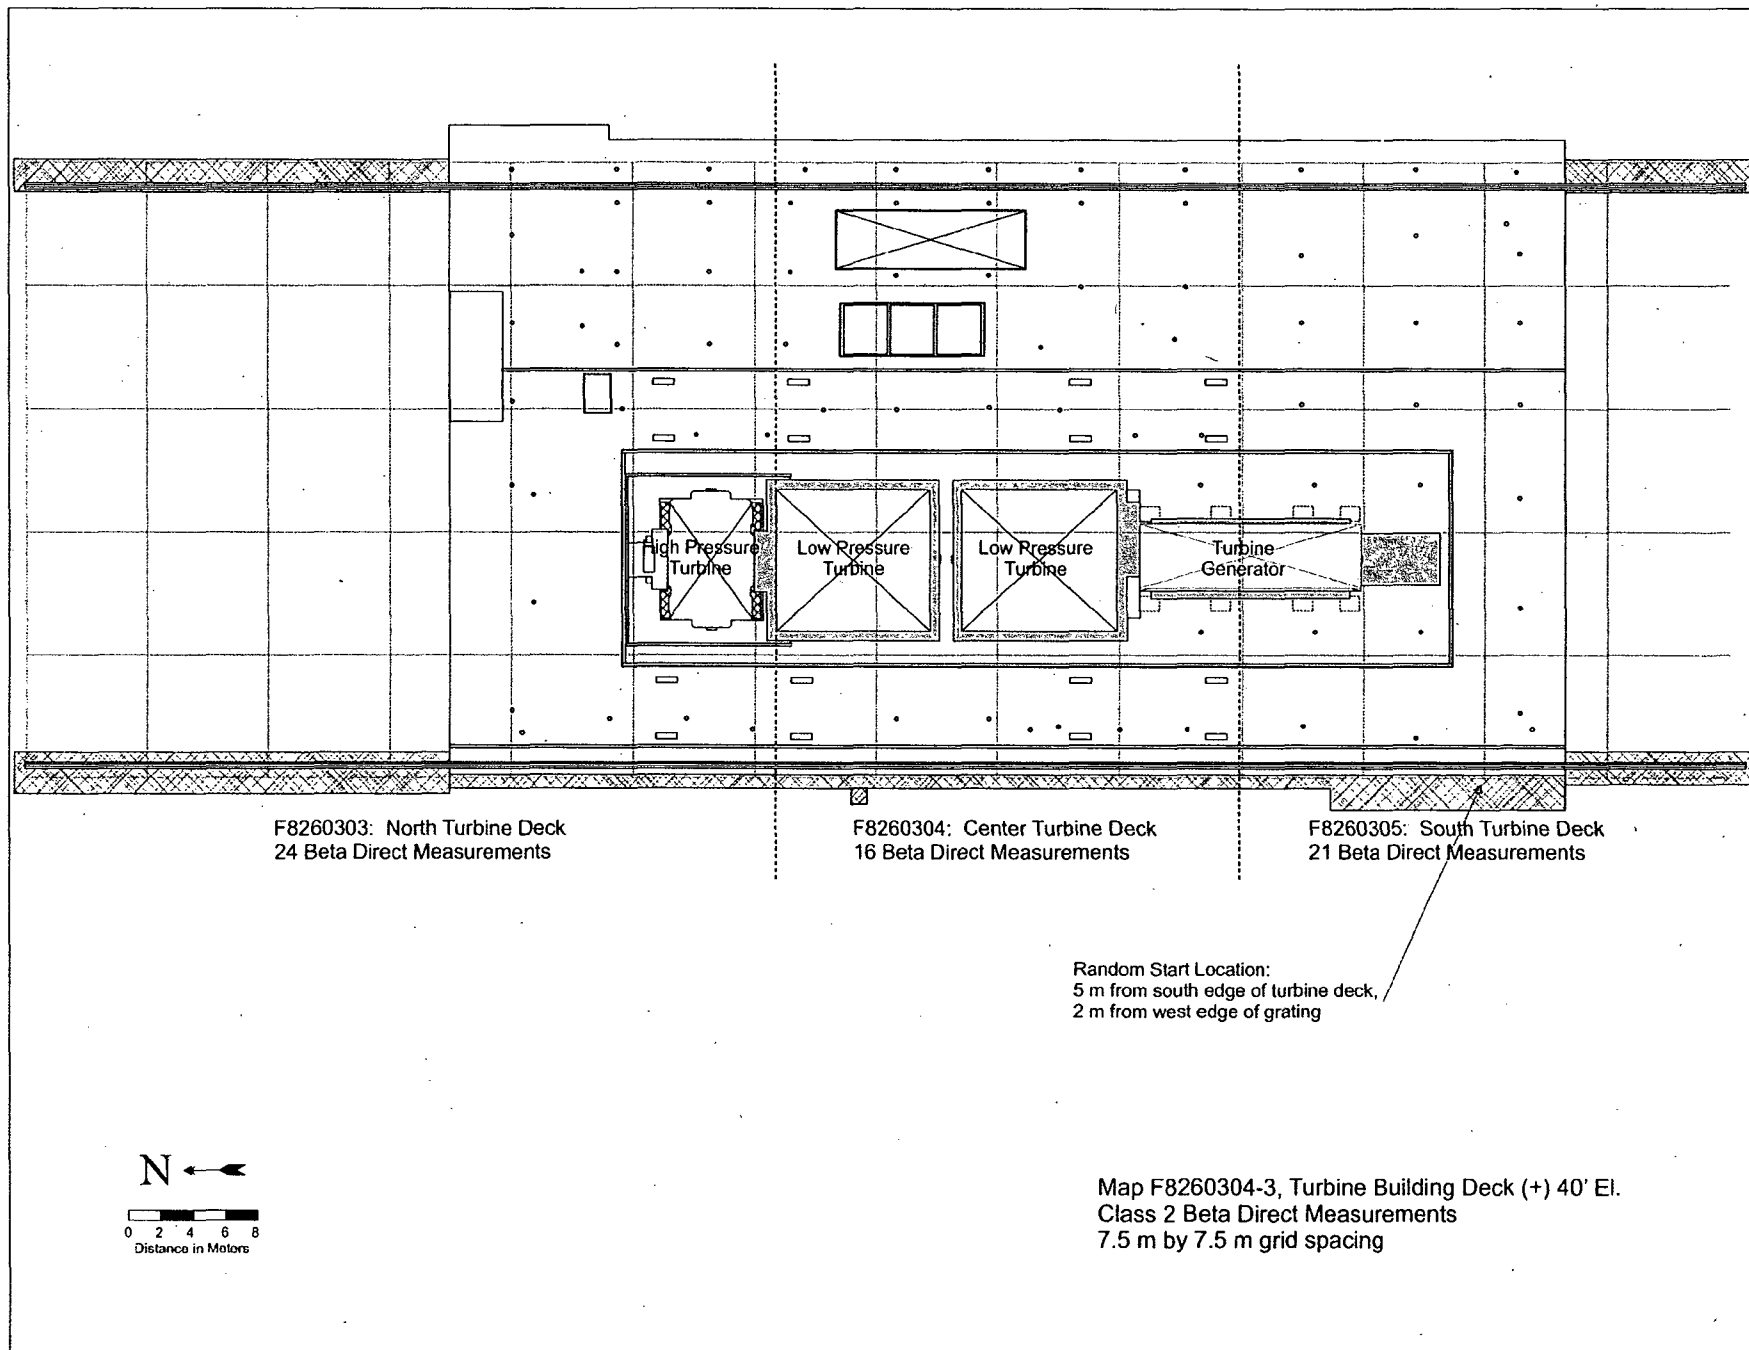 High Pressure
Turbine
Low Pressure
Turbine
Low Pressure
Turbine
Turbine
Generator
F8260303: North Turbine Deck
24 Beta Direct Measurements
F8260304: Center Turbine Deck
16 Beta Direct Measurements
F8260305: South Turbine Deck
21 Beta Direct Measurements
Random Start Location:
5 m from south edge of turbine deck,
2 m from west edge of grating
N
0 2 4 6 8
Distance in Meters
Map F8260304-3, Turbine Building Deck (+) 40' El.
Class 2 Beta Direct Measurements
7.5 m by 7.5 m grid spacing